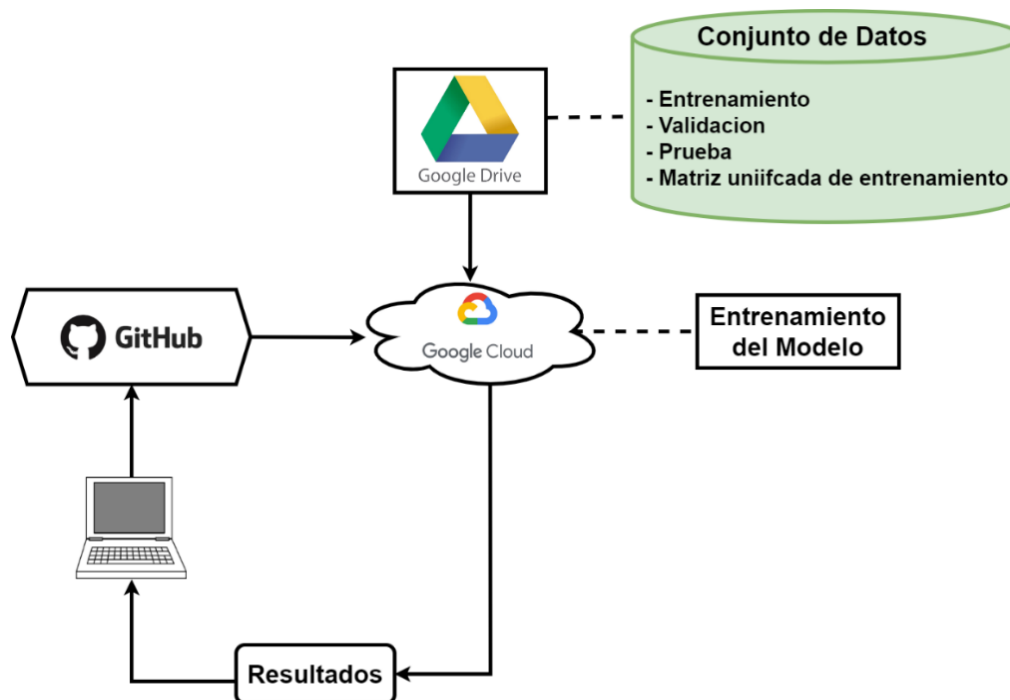 Conjunto de Datos
- Entrenamiento
- Validacion
- Prueba
- Matriz uniifcada de entrenamiento
Google Drive
GitHub
Google Cloud
Entrenamiento
del Modelo
Resultados